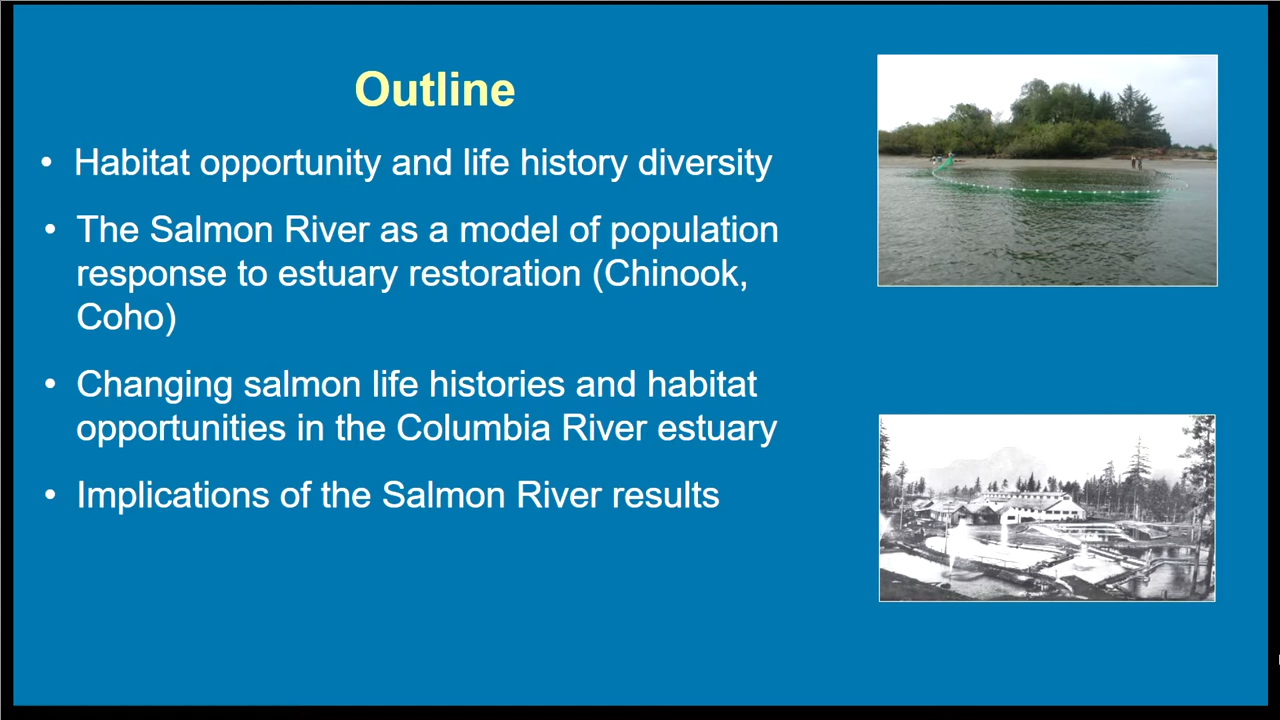 Outline
• Habitat opportunity and life history diversity
• The Salmon River as a model of population
response to estuary restoration (Chinook,
Coho)
• Changing salmon life histories and habitat
opportunities in the Columbia River estuary
• Implications of the Salmon River results